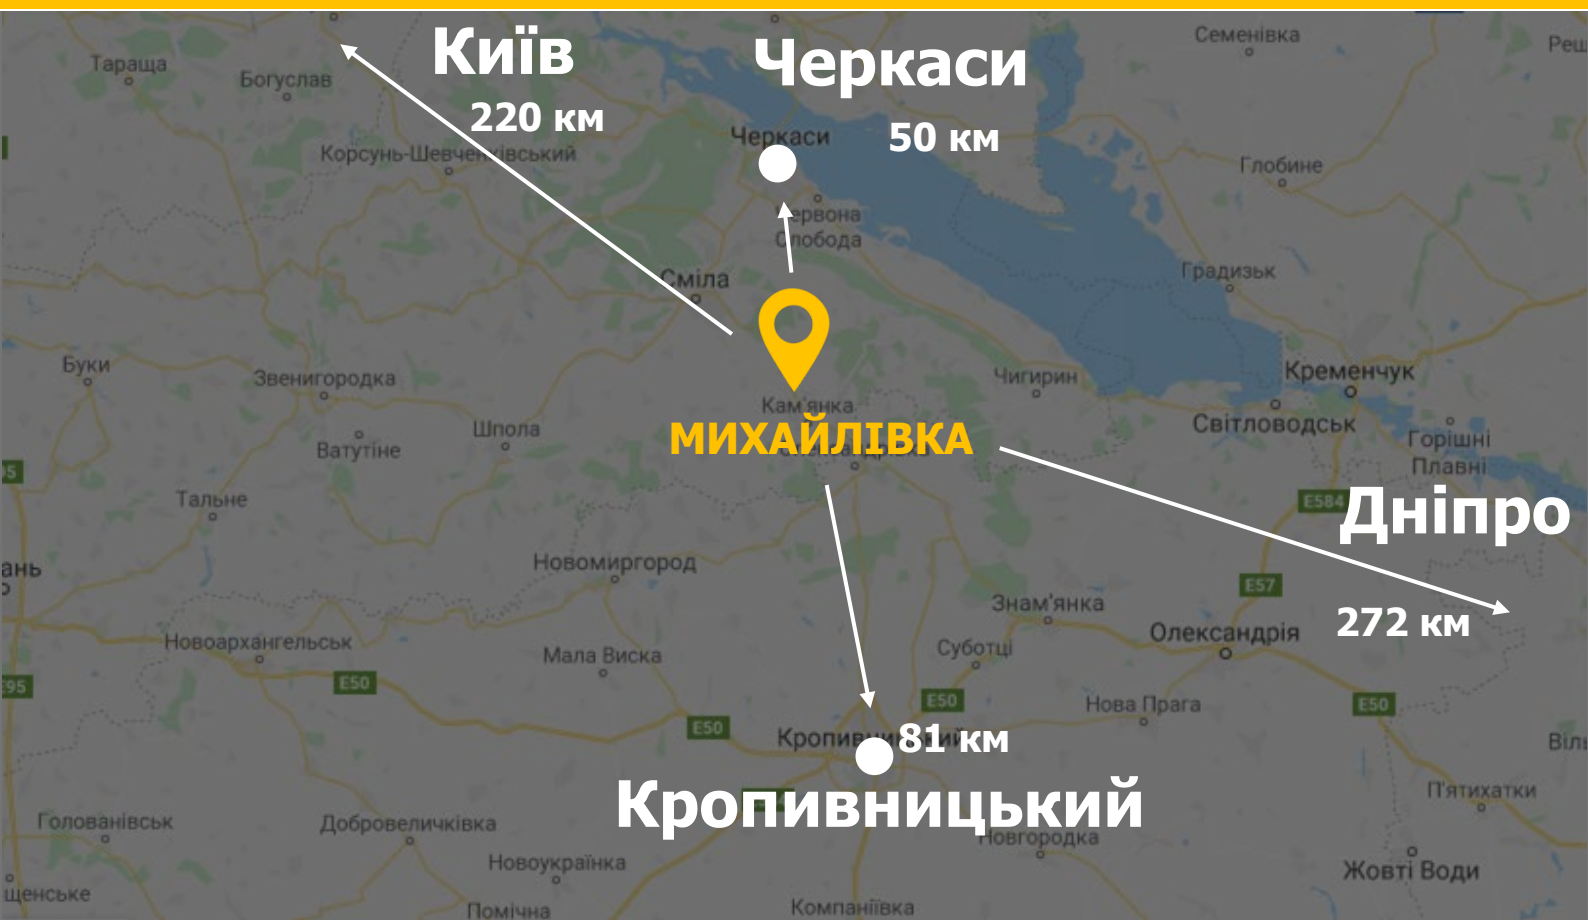 Київ
220 км
Черкаси
50 км
Семенівка
Тараща
Богуслав
Корсунь-Шевченківський
Черкаси
Глобине
Червона
Слобода
Сміла
Градизьк
Буки
Звенигородка
Чигирин
Кременчук
Кам'янка
МИХАЙЛІВКА
Світловодськ
Шпола
Ватутіне
Горішні
Плавні
Тальне
E584
Дніпро
Новомиргород
E57
Знам'янка
272 км
Олександрія
Новоархангельськ
Мала Виска
Суботці
E50
E50
Нова Прага
E50
E50
Кропивницький
81 км
Кропивницький
П'ятихатки
Голованівськ
Добровеличківка
Новгородка
Новоукраїнка
Жовті Води
Помічна
Компаніївка